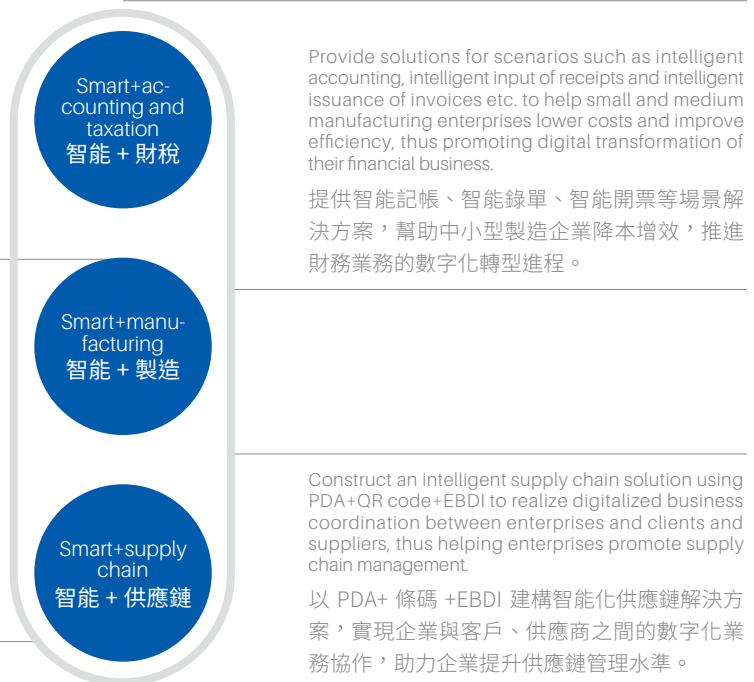 Smart+ac-
counting and
taxation
智能 + 財稅
Provide solutions for scenarios such as intelligent
accounting, intelligent input of receipts and intelligent
issuance of invoices etc. to help small and medium
manufacturing enterprises lower costs and improve
efficiency, thus promoting digital transformation of
their financial business.
提供智能記帳、智能錄單、智能開票等場景解
決方案，幫助中小型製造企業降本增效，推進
財務業務的數字化轉型進程。
Smart+manu-
facturing
智能 + 製造
Smart+supply
chain
智能 + 供應鏈
Construct an intelligent supply chain solution using
PDA+QR code+EBDI to realize digitalized business
coordination between enterprises and clients and
suppliers, thus helping enterprises promote supply
chain management.
以 PDA+ 條碼 +EBDI 建構智能化供應鏈解決方
案，實現企業與客戶、供應商之間的數字化業
務協作，助力企業提升供應鏈管理水準。